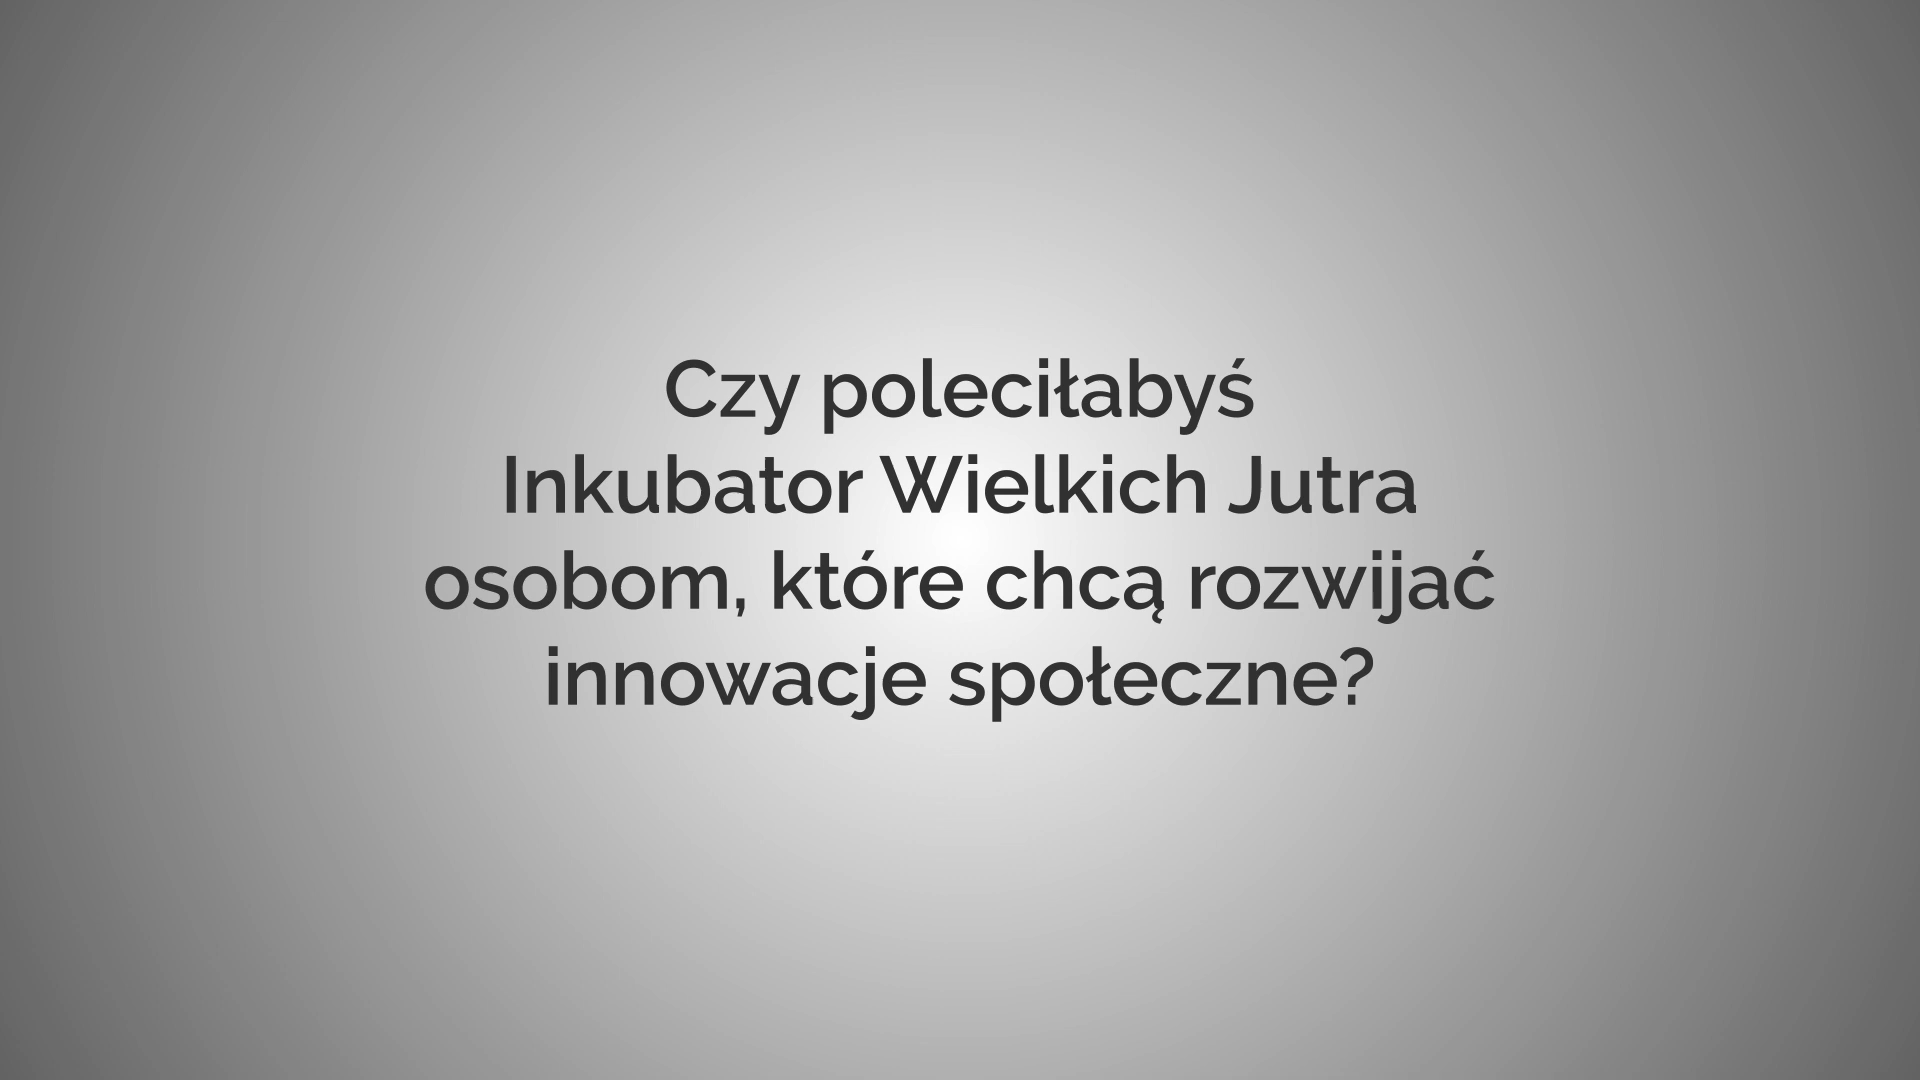 Czy poleciłabyś
Inkubator Wielkich Jutra
osobom, które chcą rozwijać
innowacje społeczne?